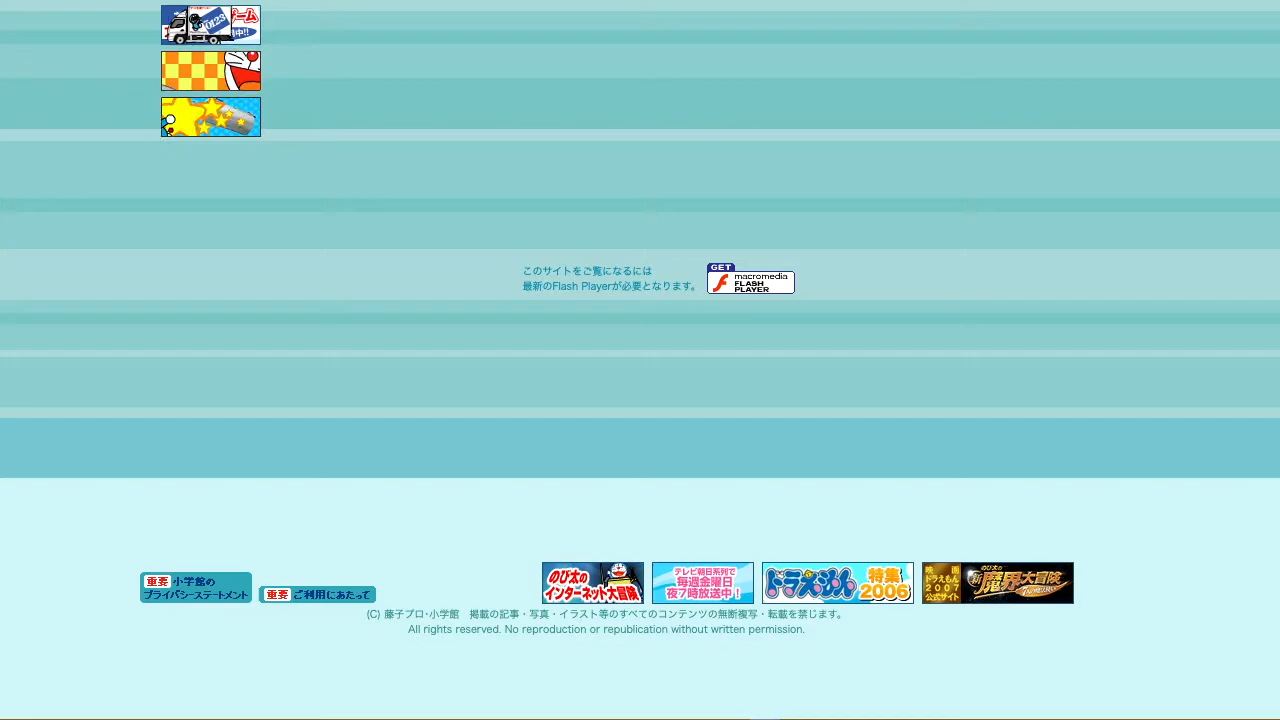 0123
ゲーム
中!!
このサイトをご覧になるには
最新のFlash Playerが必要となります。
GET
macromedia
FLASH
PLAYER
重要 小学館の
プライバシーステートメント
重要 ご利用にあたって
のび太の
インターネット大冒険
テレビ朝日系列で
毎週金曜日
夜7時放送中!
ドラえもん
特集
2006
映画
ドラえもん
2007
公式サイト
のび太の
新魔界大冒険
(C) 藤子プロ・小学館　掲載の記事・写真・イラスト等のすべてのコンテンツの無断複写・転載を禁じます。
All rights reserved. No reproduction or republication without written permission.